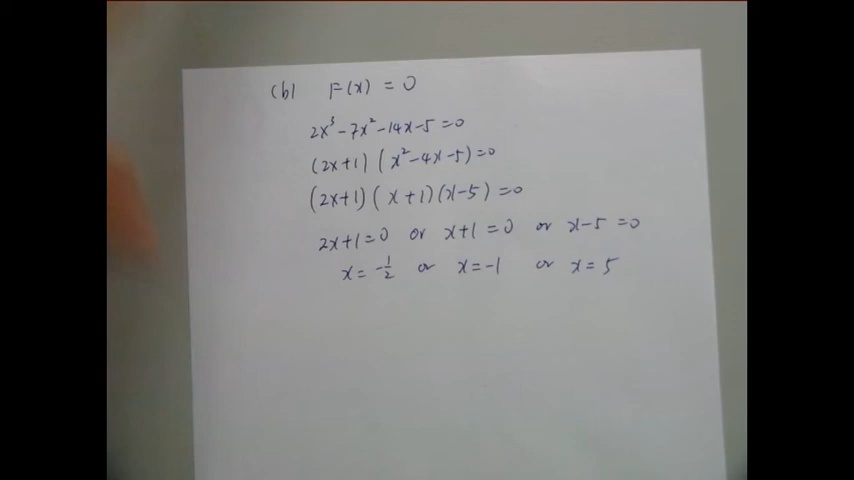 (b) F(x) = 0
2x³ - 7x² - 14x - 5 = 0
(2x+1) (x² - 4x - 5) = 0
(2x+1) (x+1) (x-5) = 0
2x+1 = 0 or x+1 = 0 or x-5 = 0
x = -1/2 or x = -1 or x = 5